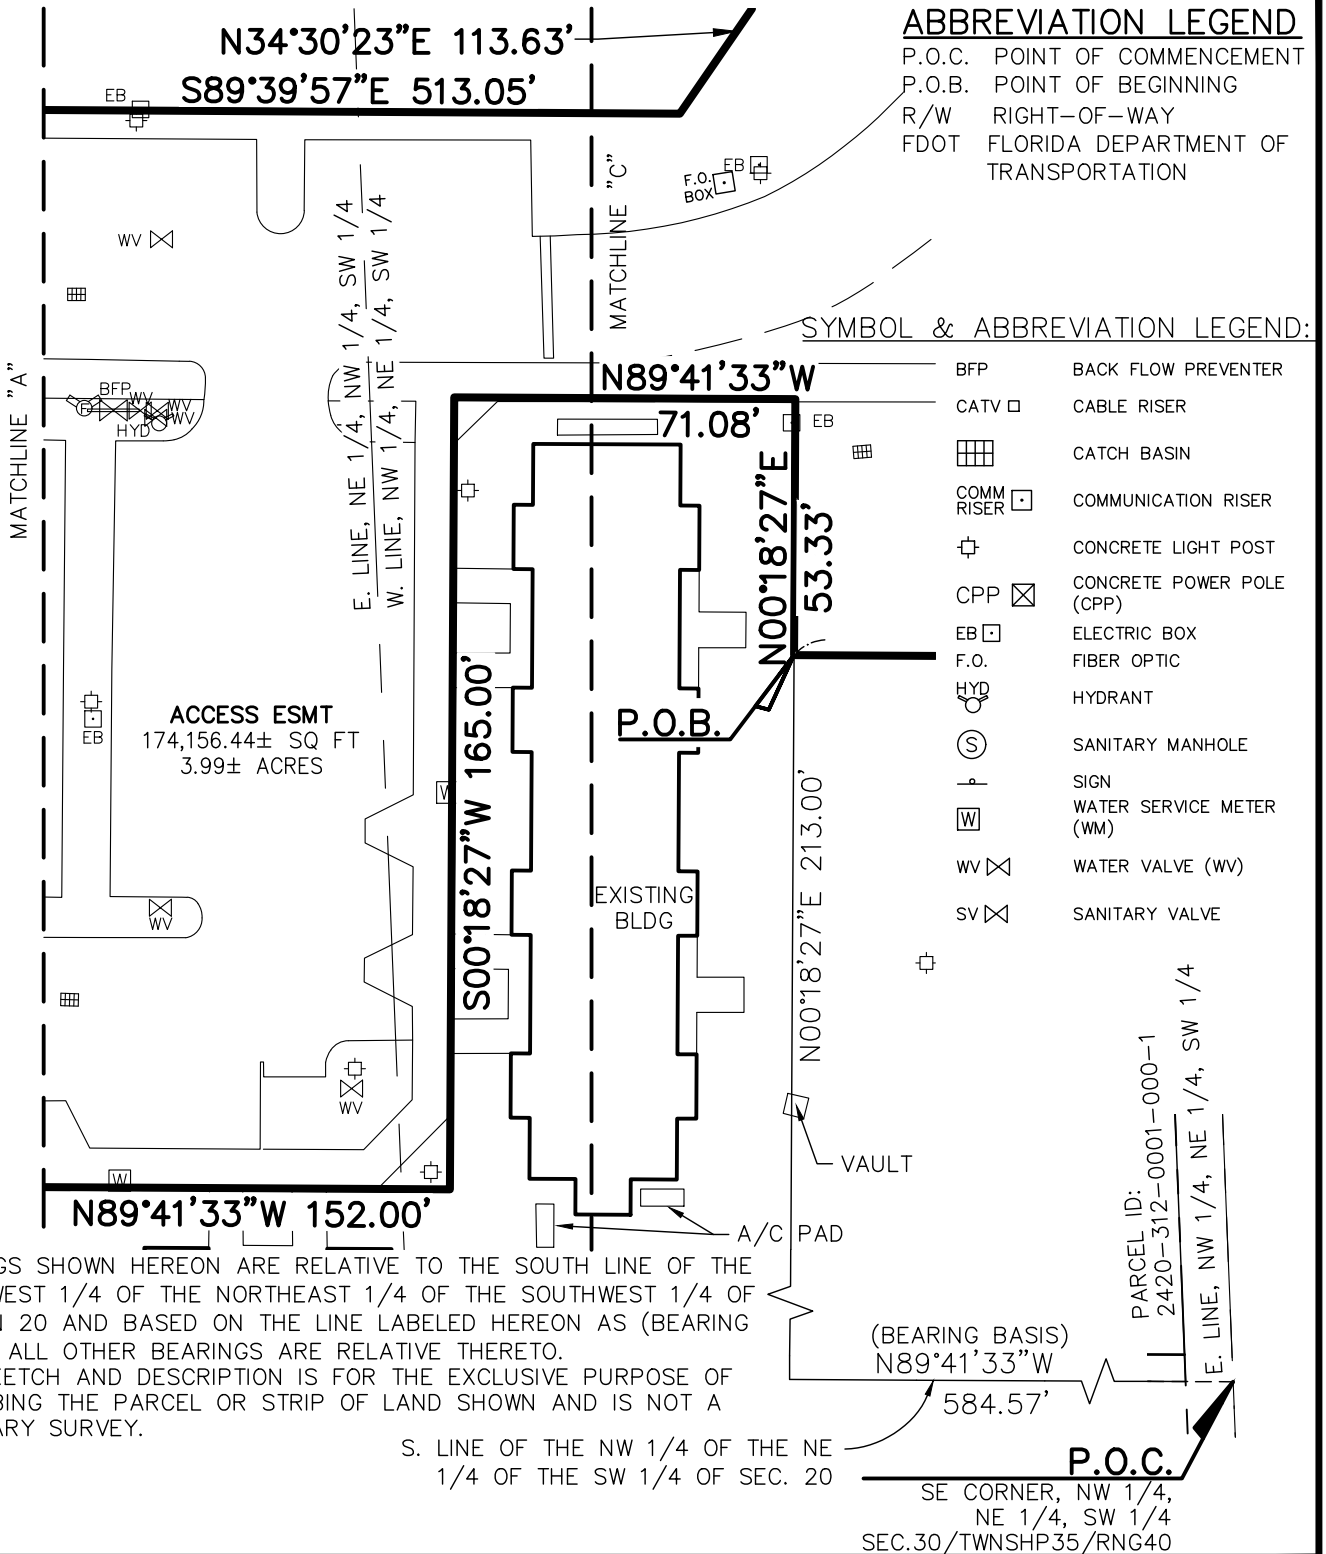 N34°30'23"E 113.63'
S89°39'57"E 513.05'
EB
ABBREVIATION LEGEND
P.O.C. POINT OF COMMENCEMENT
P.O.B. POINT OF BEGINNING
R/W RIGHT-OF-WAY
FDOT FLORIDA DEPARTMENT OF
TRANSPORTATION
F.O.
BOX
EB
MATCHLINE "C"
WV
E. LINE, NE 1/4, NW 1/4, SW 1/4
W. LINE, NW 1/4, NE 1/4, SW 1/4
MATCHLINE "A"
BFP
WV
WV
WV
F
HYD
N89°41'33"W
71.08'
EB
N00°18'27"E
53.33'
SYMBOL & ABBREVIATION LEGEND:
BFP BACK FLOW PREVENTER
CATV CABLE RISER
CATCH BASIN
COMM
RISER COMMUNICATION RISER
CONCRETE LIGHT POST
CPP CONCRETE POWER POLE
(CPP)
EB ELECTRIC BOX
F.O. FIBER OPTIC
HYD HYDRANT
S SANITARY MANHOLE
SIGN
W WATER SERVICE METER
(WM)
WV WATER VALVE (WV)
SV SANITARY VALVE
ACCESS ESMT
174,156.44± SQ FT
3.99± ACRES
EB
W
S00°18'27"W 165.00'
P.O.B.
EXISTING
BLDG
N00°18'27"E 213.00'
WV
WV
W
N89°41'33"W 152.00'
VAULT
A/C PAD
PARCEL ID:
2420-312-0001-000-1
E. LINE, NW 1/4, NE 1/4, SW 1/4
GS SHOWN HEREON ARE RELATIVE TO THE SOUTH LINE OF THE
WEST 1/4 OF THE NORTHEAST 1/4 OF THE SOUTHWEST 1/4 OF
N 20 AND BASED ON THE LINE LABELED HEREON AS (BEARING
ALL OTHER BEARINGS ARE RELATIVE THERETO.
ETCH AND DESCRIPTION IS FOR THE EXCLUSIVE PURPOSE OF
BING THE PARCEL OR STRIP OF LAND SHOWN AND IS NOT A
ARY SURVEY.
(BEARING BASIS)
N89°41'33"W
584.57'
S. LINE OF THE NW 1/4 OF THE NE
1/4 OF THE SW 1/4 OF SEC. 20
P.O.C.
SE CORNER, NW 1/4,
NE 1/4, SW 1/4
SEC.30/TWNSHP35/RNG40